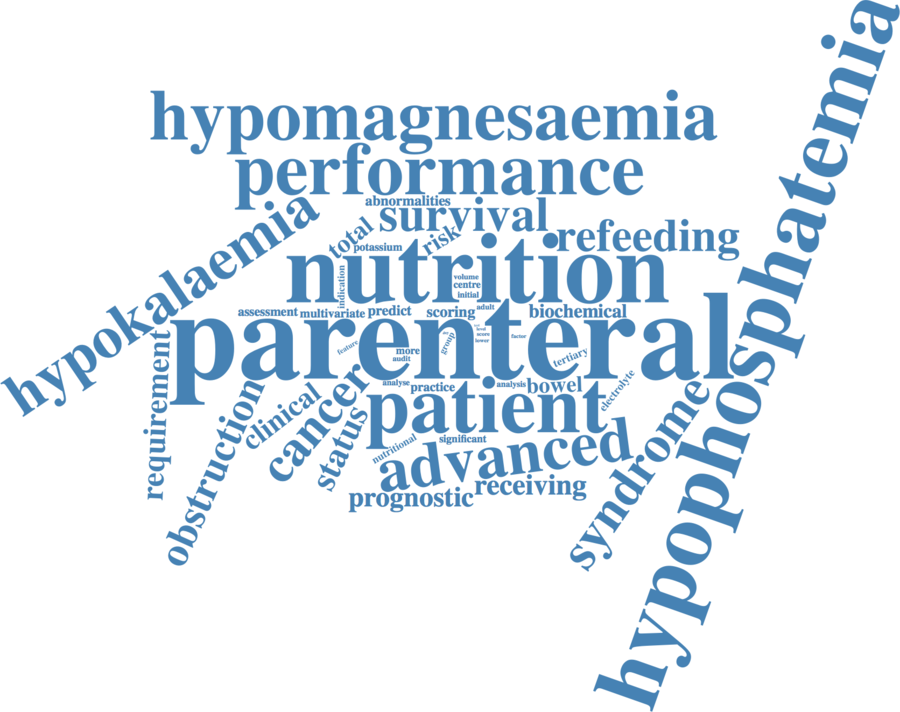 hypophosphatemia
hypomagnesaemia
performance
abnormalities
survival
hypokalaemia
total
risk
refeeding
potassium
nutrition
indication
volume
centre
initial
adult
assessment
multivariate
predict
scoring
biochemical
parenteral
level
score
lower
factor
group
feature
more
audit
tertiary
requirement
obstruction
clinical
cancer
status
analyse
practice
analysis
bowel
electrolyte
patient
nutritional
significant
advanced
syndrome
prognostic
receiving